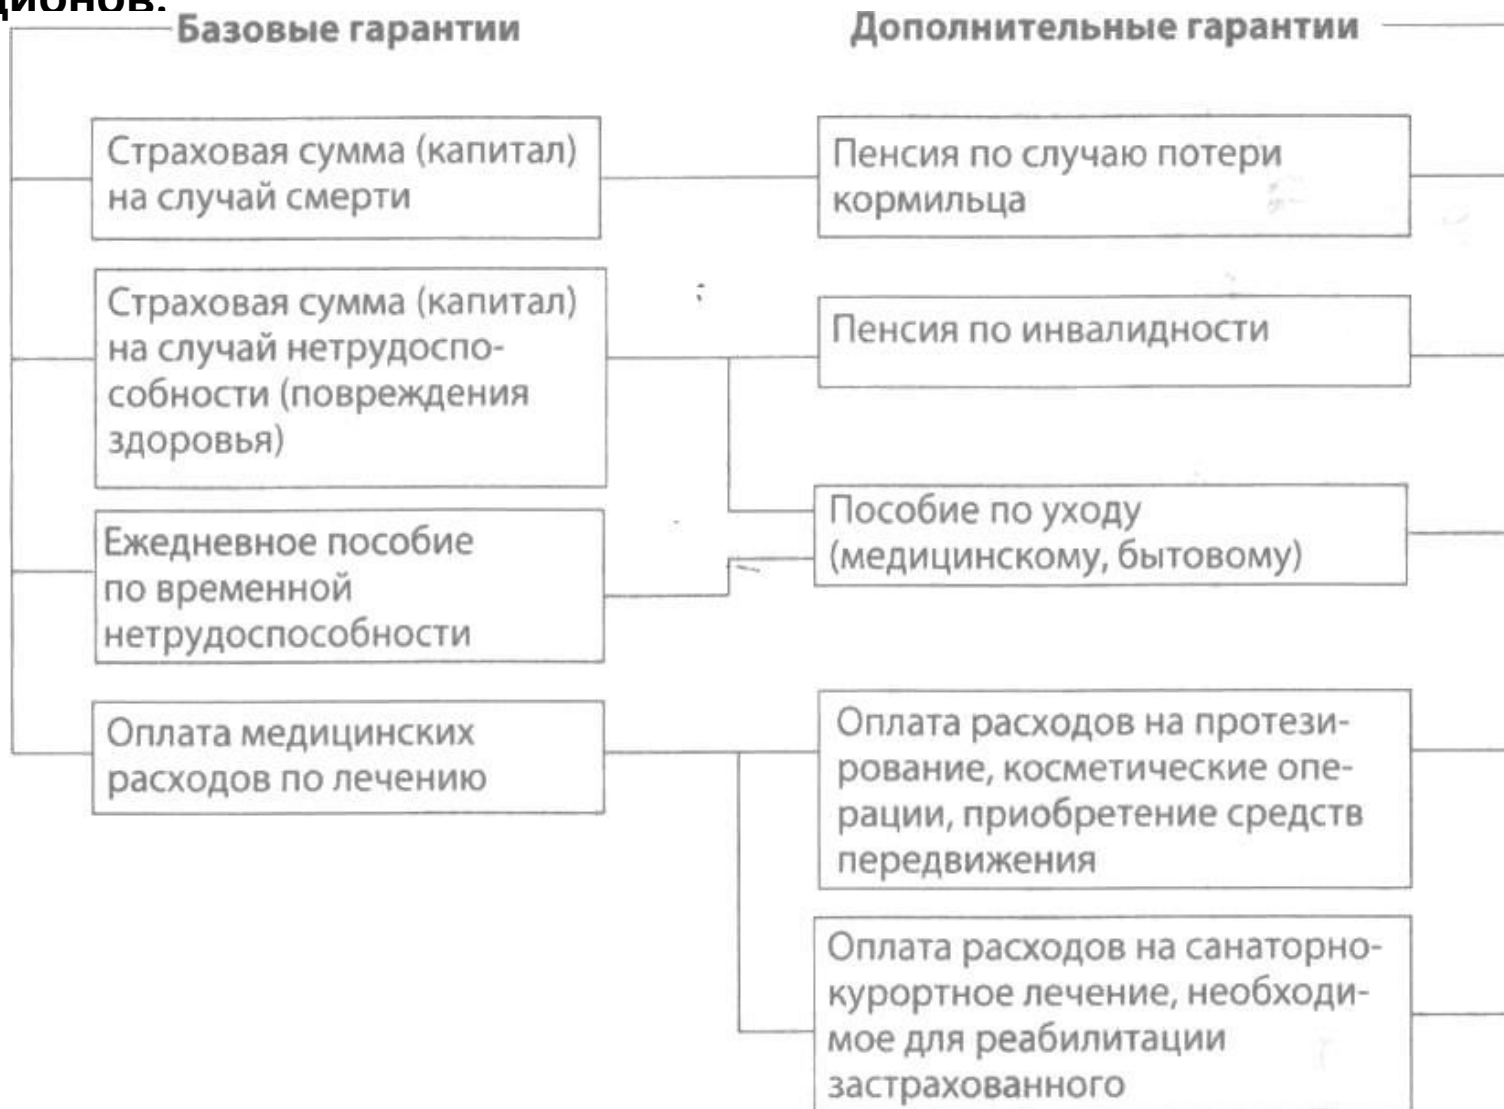 ционов.
Базовые гарантии
Дополнительные гарантии
Страховая сумма (капитал)
на случай смерти
Пенсия по случаю потери
кормильца
Страховая сумма (капитал)
на случай нетрудоспо-
собности (повреждения
здоровья)
Пенсия по инвалидности
Ежедневное пособие
по временной
нетрудоспособности
Пособие по уходу
(медицинскому, бытовому)
Оплата медицинских
расходов по лечению
Оплата расходов на протези-
рование, косметические опе-
рации, приобретение средств
передвижения
Оплата расходов на санаторно-
курортное лечение, необходи-
мое для реабилитации
застрахованного